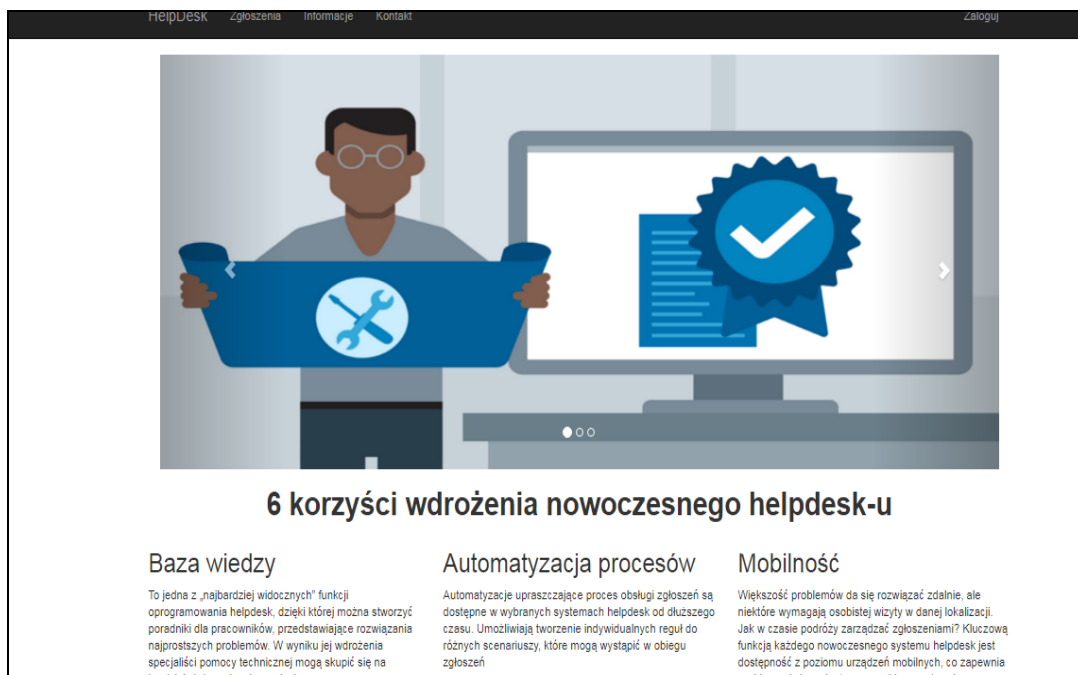 HelpDesk Zgłoszenia Informacje Kontakt Zaloguj
6 korzyści wdrożenia nowoczesnego helpdesk-u
Baza wiedzy
To jedna z „najbardziej widocznych” funkcji
oprogramowania helpdesk, dzięki której można stworzyć
poradniki dla pracowników, przedstawiające rozwiązania
najprostszych problemów. W wyniku jej wdrożenia
specjaliści pomocy technicznej mogą skupić się na
Automatyzacja procesów
Automatyzacje upraszczające proces obsługi zgłoszeń są
dostępne w wybranych systemach helpdesk od dłuższego
czasu. Umożliwiają tworzenie indywidualnych reguł do
różnych scenariuszy, które mogą wystąpić w obiegu
zgłoszeń
Mobilność
Większość problemów da się rozwiązać zdalnie, ale
niektóre wymagają osobistej wizyty w danej lokalizacji.
Jak w czasie podróży zarządzać zgłoszeniami? Kluczową
funkcją każdego nowoczesnego systemu helpdesk jest
dostępność z poziomu urządzeń mobilnych, co zapewnia